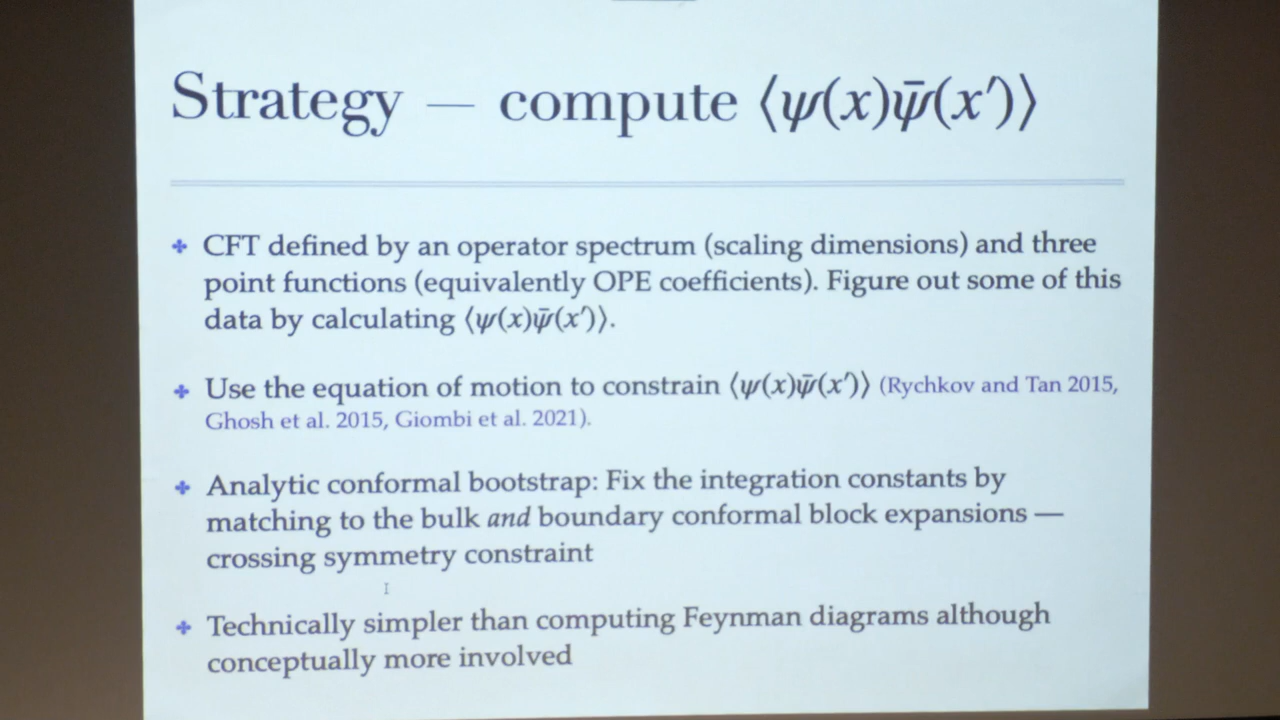 Strategy — compute ⟨ψ(x)ψ̄(x′)⟩
CFT defined by an operator spectrum (scaling dimensions) and three
point functions (equivalently OPE coefficients). Figure out some of this
data by calculating ⟨ψ(x)ψ̄(x′)⟩.
Use the equation of motion to constrain ⟨ψ(x)ψ̄(x′)⟩ (Rychkov and Tan 2015,
Ghosh et al. 2015, Giombi et al. 2021).
Analytic conformal bootstrap: Fix the integration constants by
matching to the bulk and boundary conformal block expansions —
crossing symmetry constraint
Technically simpler than computing Feynman diagrams although
conceptually more involved